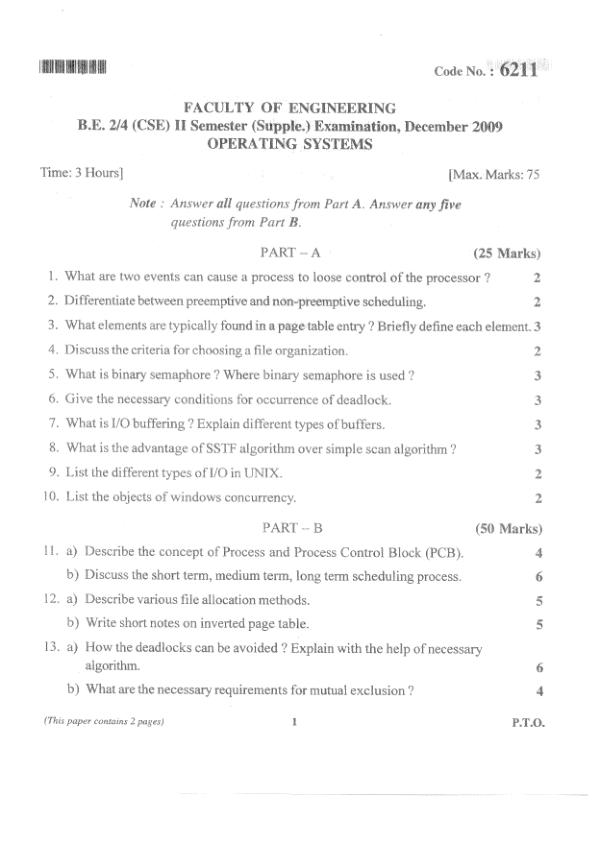 Code No. : 6211
FACULTY OF ENGINEERING
B.E. 2/4 (CSE) II Semester (Supple.) Examination, December 2009
OPERATING SYSTEMS
Time: 3 Hours] [Max. Marks: 75
Note : Answer all questions from Part A. Answer any five
questions from Part B.
PART – A (25 Marks)
1. What are two events can cause a process to loose control of the processor ? 2
2. Differentiate between preemptive and non-preemptive scheduling. 2
3. What elements are typically found in a page table entry ? Briefly define each element. 3
4. Discuss the criteria for choosing a file organization. 2
5. What is binary semaphore ? Where binary semaphore is used ? 3
6. Give the necessary conditions for occurrence of deadlock. 3
7. What is I/O buffering ? Explain different types of buffers. 3
8. What is the advantage of SSTF algorithm over simple scan algorithm ? 3
9. List the different types of I/O in UNIX. 2
10. List the objects of windows concurrency. 2
PART – B (50 Marks)
11. a) Describe the concept of Process and Process Control Block (PCB). 4
b) Discuss the short term, medium term, long term scheduling process. 6
12. a) Describe various file allocation methods. 5
b) Write short notes on inverted page table. 5
13. a) How the deadlocks can be avoided ? Explain with the help of necessary
algorithm. 6
b) What are the necessary requirements for mutual exclusion ? 4
(This paper contains 2 pages) 1 P.T.O.